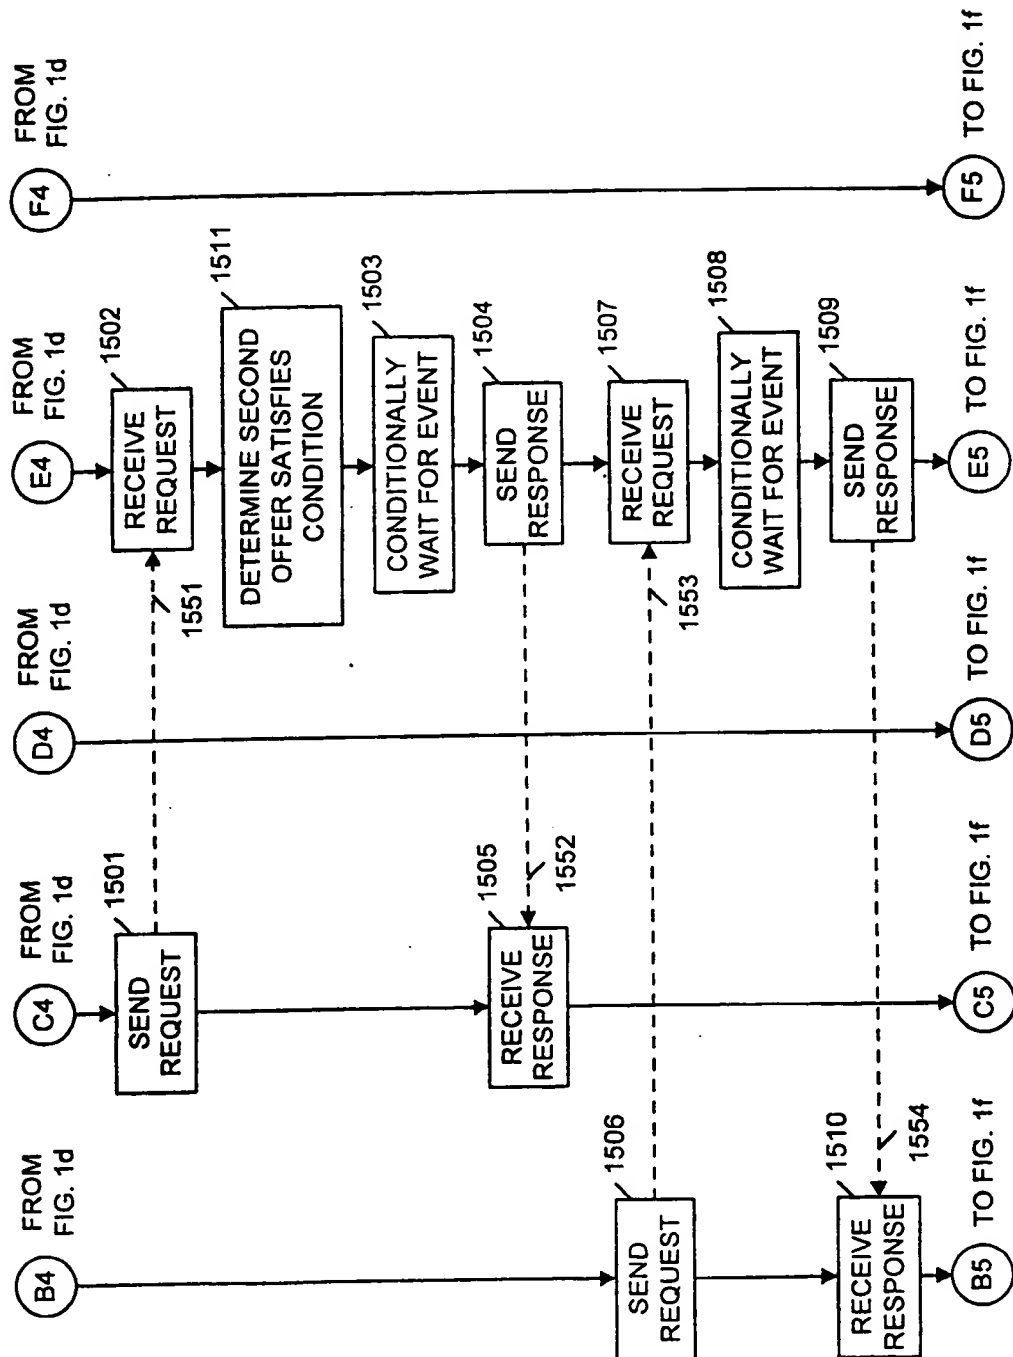 B4
FROM
FIG. 1d
C4
FROM
FIG. 1d
D4
FROM
FIG. 1d
E4
FROM
FIG. 1d
F4
FROM
FIG. 1d
1501
SEND
REQUEST
1551
1502
RECEIVE
REQUEST
1511
DETERMINE SECOND
OFFER SATISFIES
CONDITION
1503
CONDITIONALLY
WAIT FOR EVENT
1504
SEND
RESPONSE
1552
1505
RECEIVE
RESPONSE
1506
SEND
REQUEST
1553
1507
RECEIVE
REQUEST
1508
CONDITIONALLY
WAIT FOR EVENT
1509
SEND
RESPONSE
1554
1510
RECEIVE
RESPONSE
B5
TO FIG. 1f
C5
TO FIG. 1f
D5
TO FIG. 1f
E5
TO FIG. 1f
F5
TO FIG. 1f